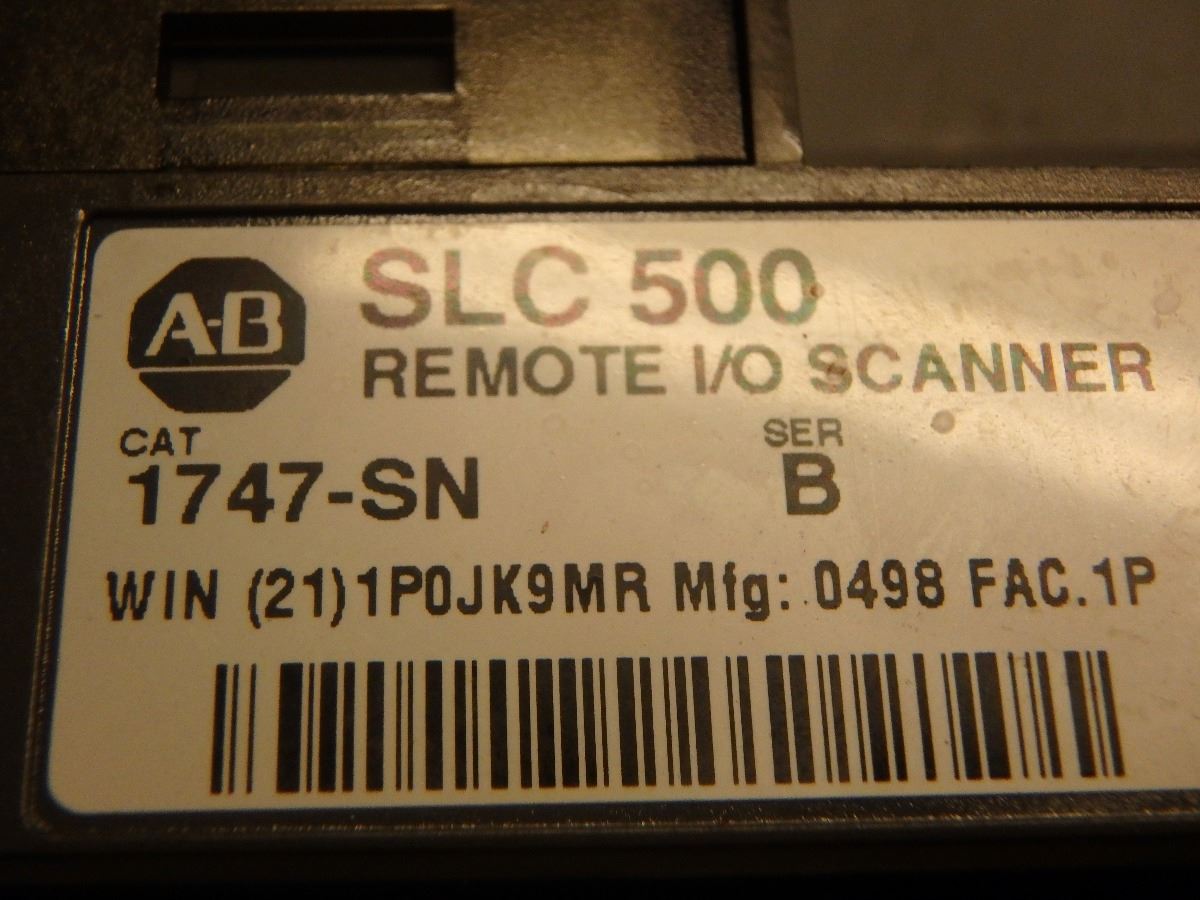 A-B
SLC 500
REMOTE I/O SCANNER
CAT
1747-SN
SER
B
WIN (21)1P0JK9MR Mfg: 0498 FAC.1P